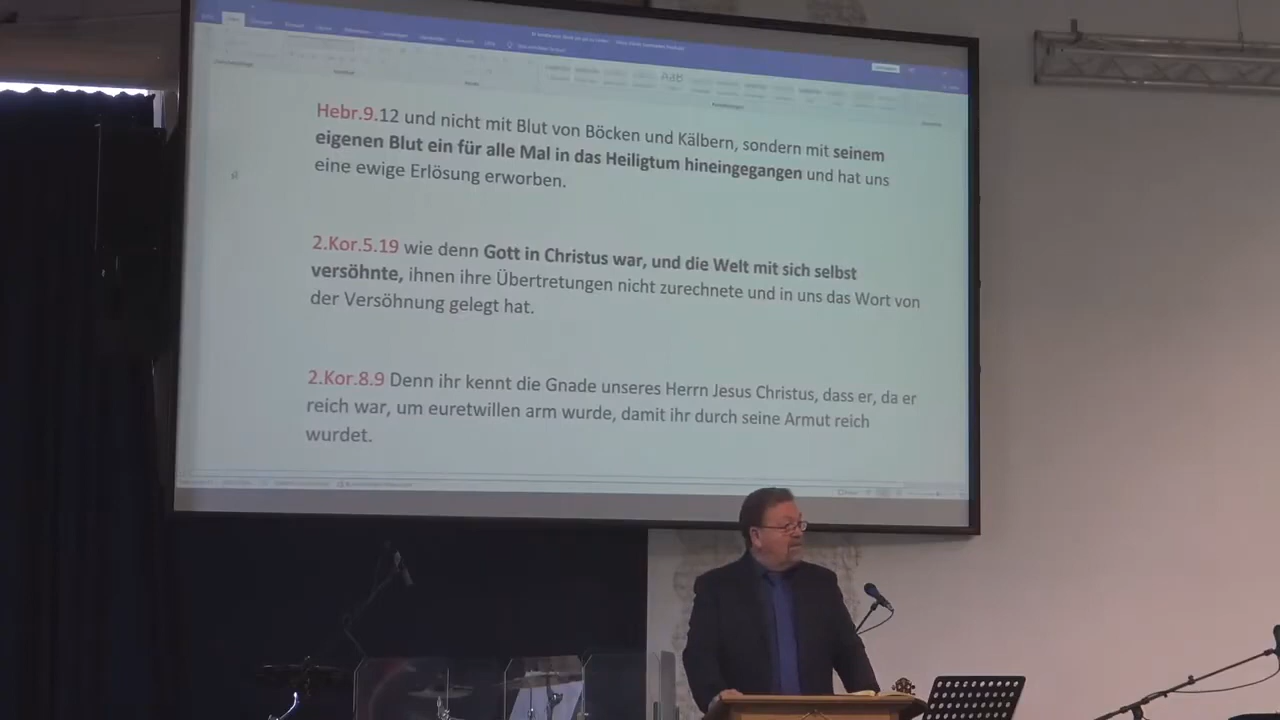 Hebr.9.12 und nicht mit Blut von Böcken und Kälbern, sondern mit seinem
eigenen Blut ein für alle Mal in das Heiligtum hineingegangen und hat uns
eine ewige Erlösung erworben.
2.Kor.5.19 wie denn Gott in Christus war, und die Welt mit sich selbst
versöhnte, ihnen ihre Übertretungen nicht zurechnete und in uns das Wort von
der Versöhnung gelegt hat.
2.Kor.8.9 Denn ihr kennt die Gnade unseres Herrn Jesus Christus, dass er, da er
reich war, um euretwillen arm wurde, damit ihr durch seine Armut reich
wurdet.